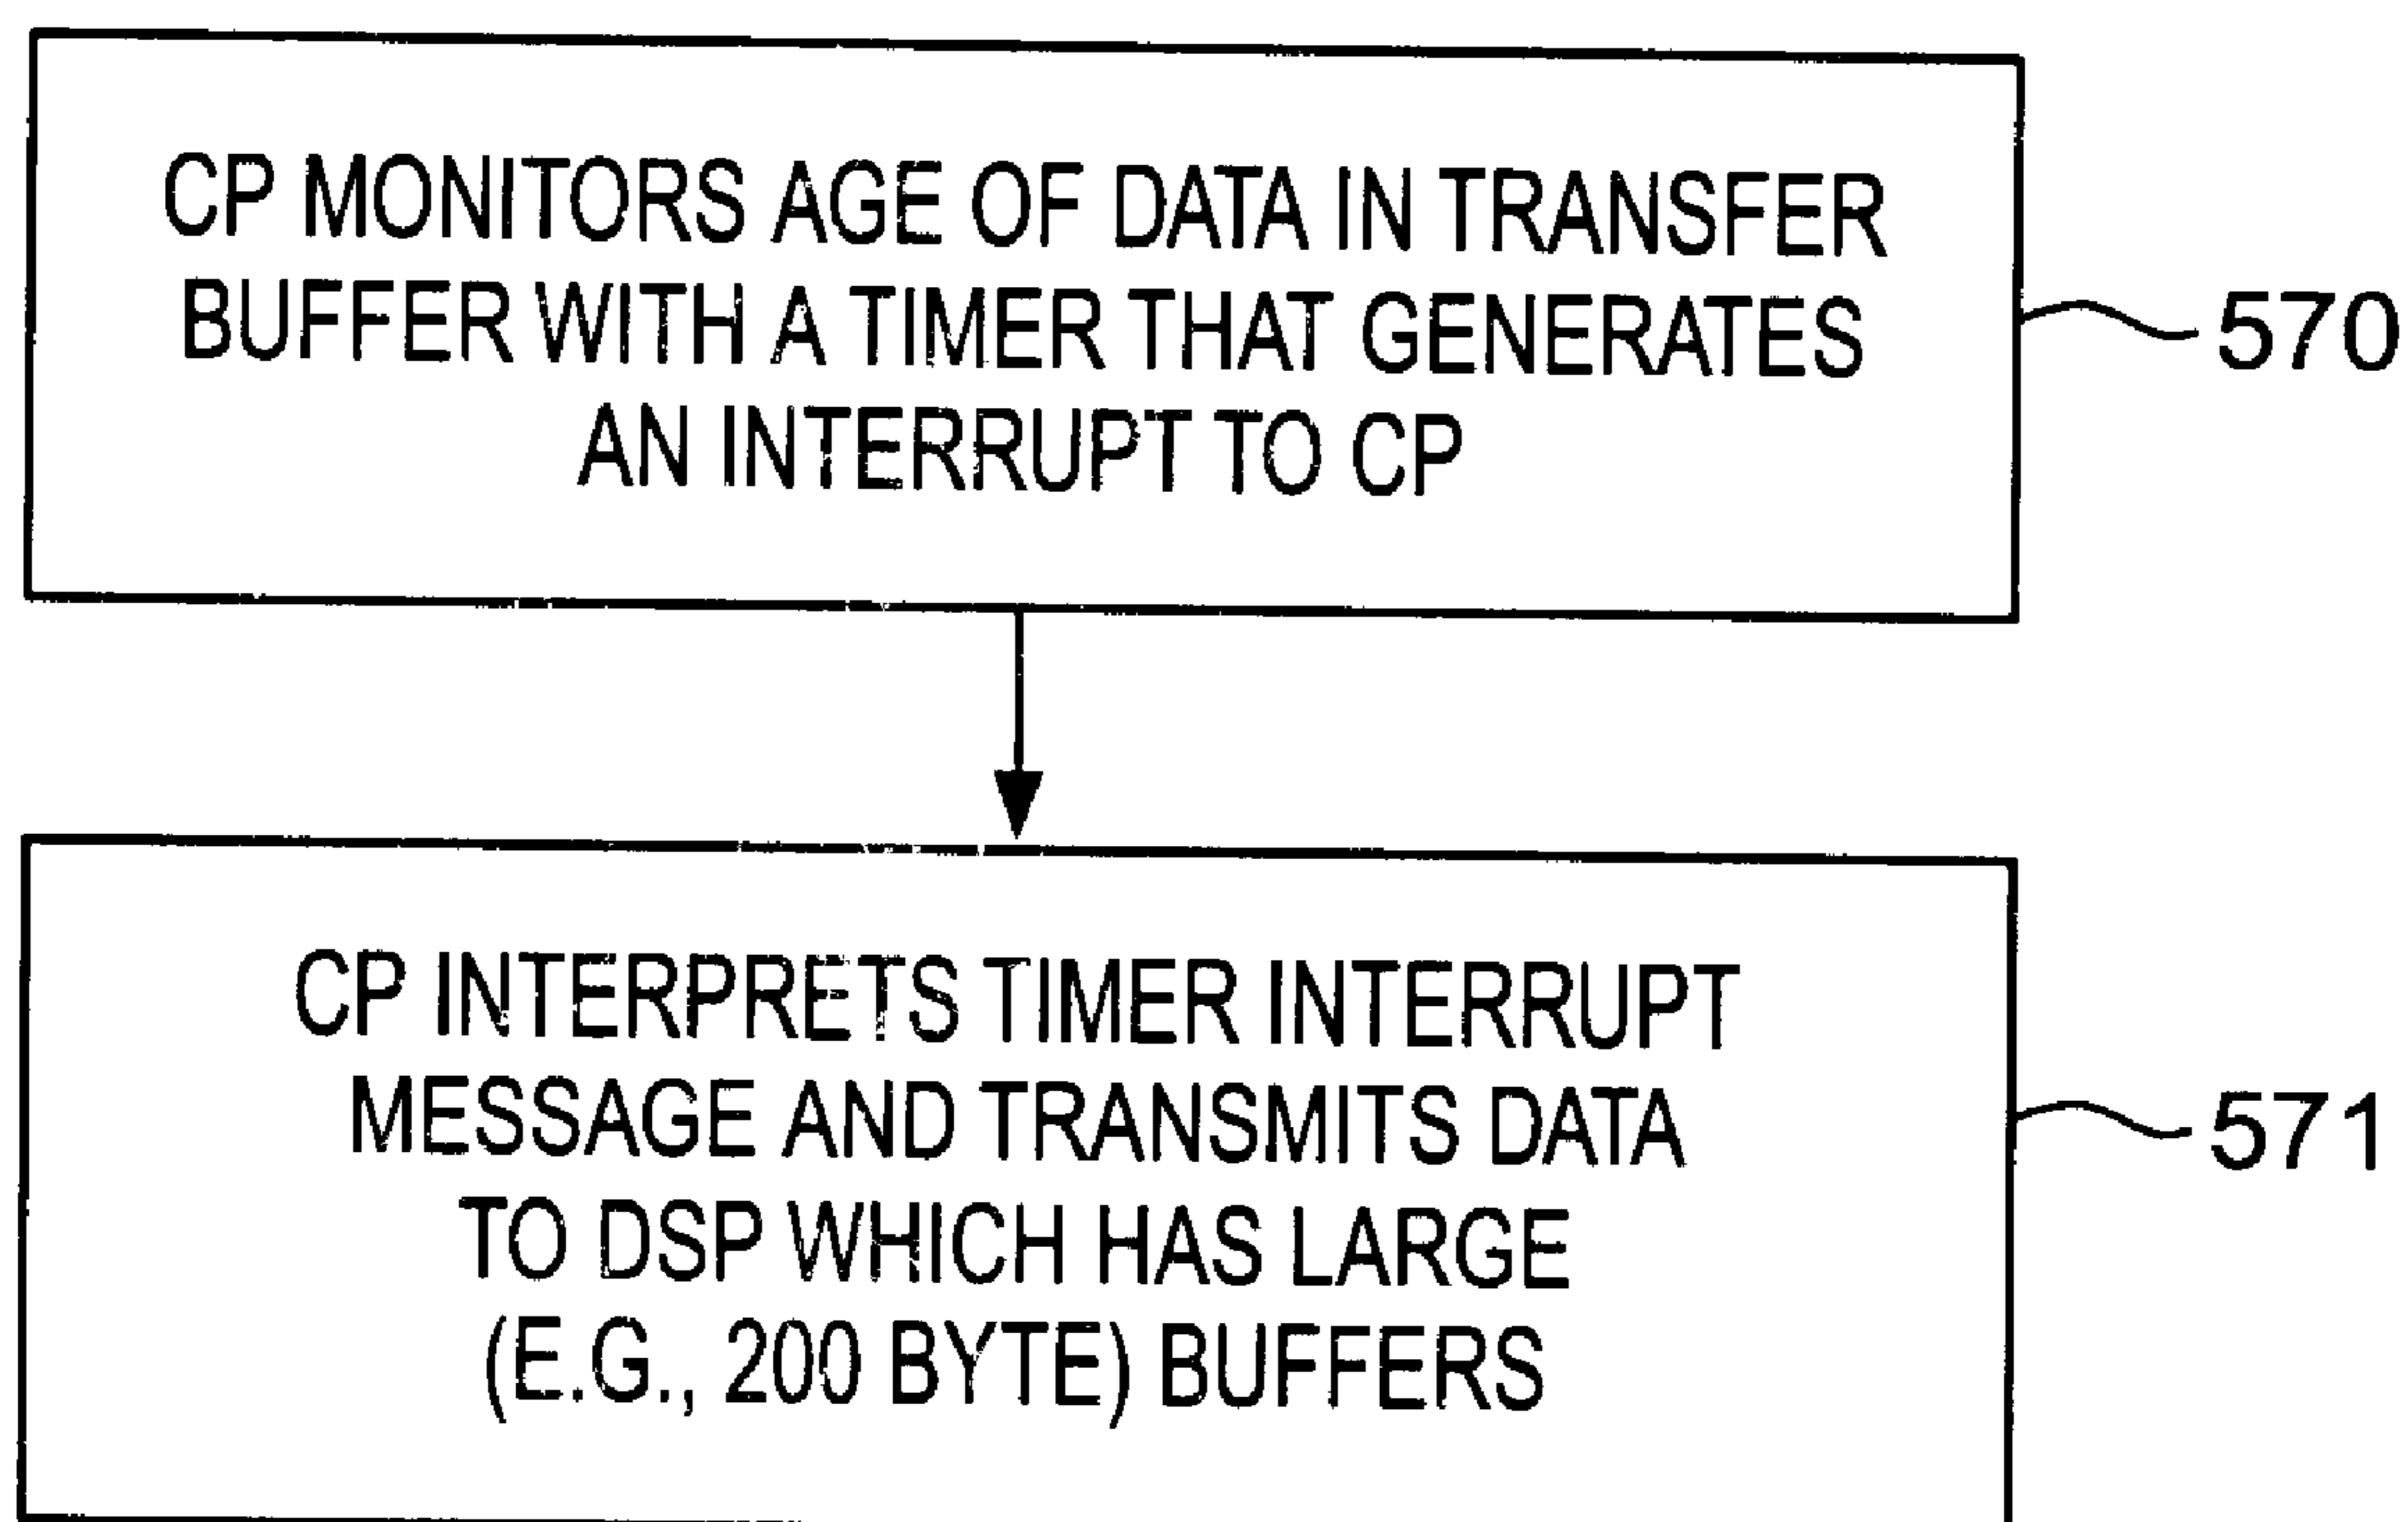 CP MONITORS AGE OF DATA IN TRANSFER
BUFFER WITH A TIMER THAT GENERATES
AN INTERRUPT TO CP
570
CP INTERPRETS TIMER INTERRUPT
MESSAGE AND TRANSMITS DATA
TO DSP WHICH HAS LARGE
(E.G., 200 BYTE) BUFFERS
571